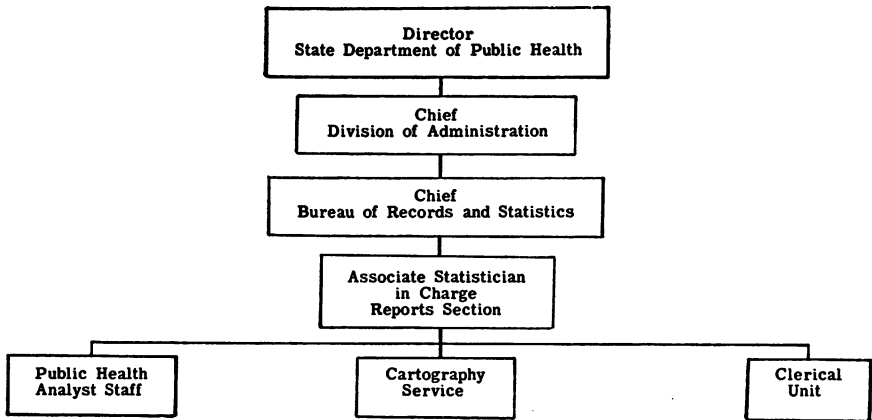 Director
State Department of Public Health
Chief
Division of Administration
Chief
Bureau of Records and Statistics
Associate Statistician
in Charge
Reports Section
Public Health
Analyst Staff
Cartography
Service
Clerical
Unit